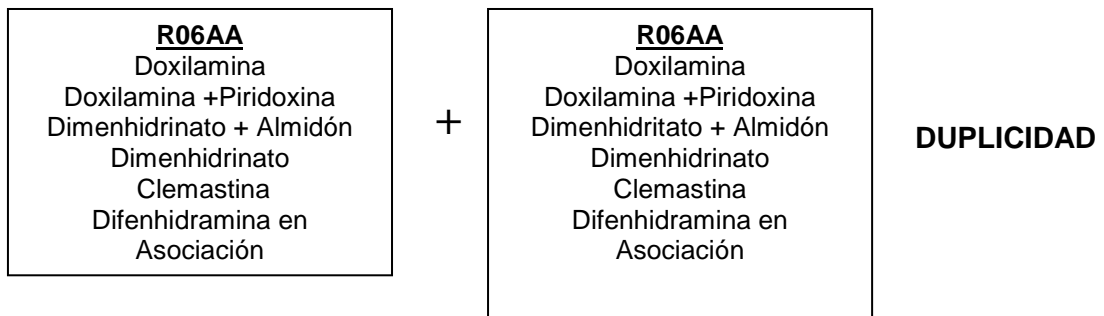 R06AA
Doxilamina
Doxilamina +Piridoxina
Dimenhidrinato + Almidón
Dimenhidrinato
Clemastina
Difenhidramina en
Asociación
+
R06AA
Doxilamina
Doxilamina +Piridoxina
Dimenhidritato + Almidón
Dimenhidrinato
Clemastina
Difenhidramina en
Asociación
DUPLICIDAD